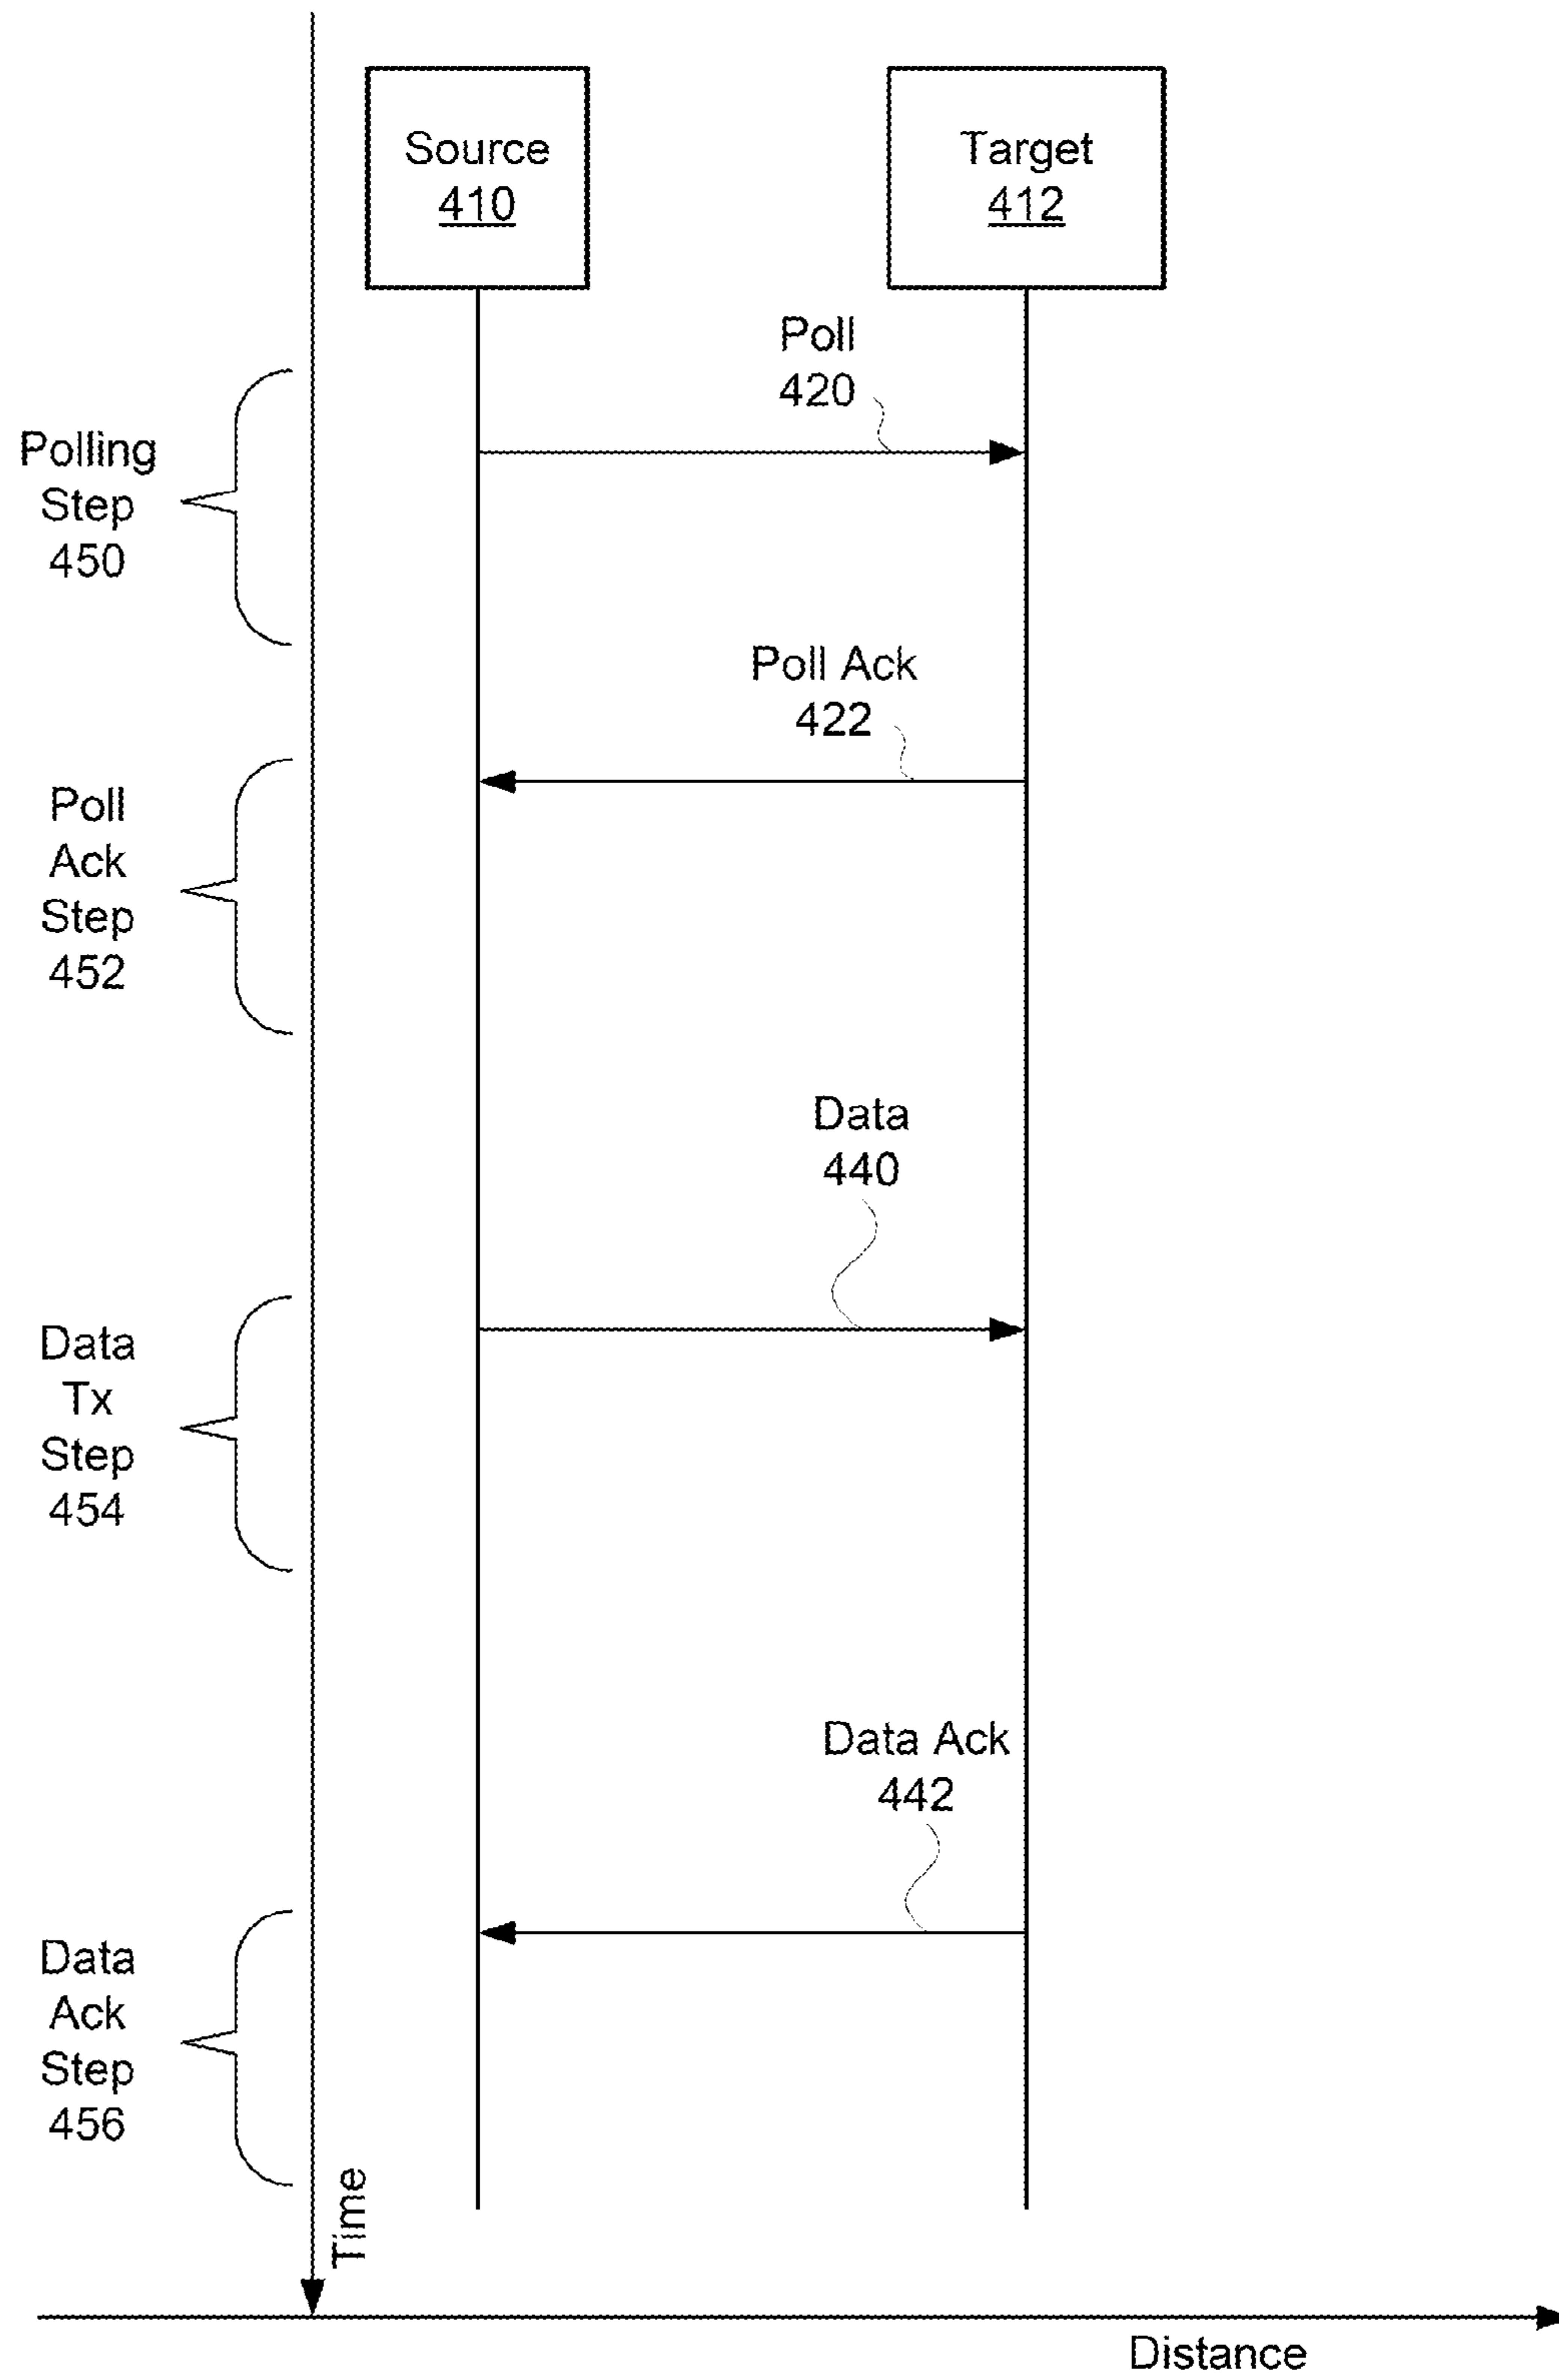 Source
410
Target
412
Poll
420
Polling
Step
450
Poll Ack
422
Poll
Ack
Step
452
Data
440
Data
Tx
Step
454
Data Ack
442
Data
Ack
Step
456
Time
Distance